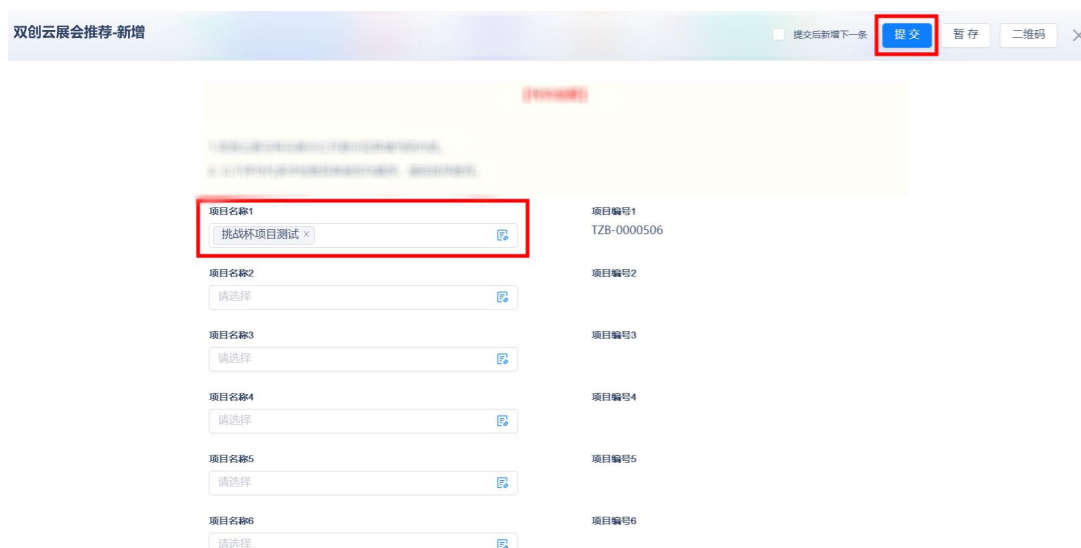 双创云展会推荐-新增
提交后新增下一条 提交 暂存 二维码
项目名称1 项目编号1
挑战杯项目测试 × TZB-0000506
项目名称2 项目编号2
请选择
项目名称3 项目编号3
请选择
项目名称4 项目编号4
请选择
项目名称5 项目编号5
请选择
项目名称6 项目编号6
请选择